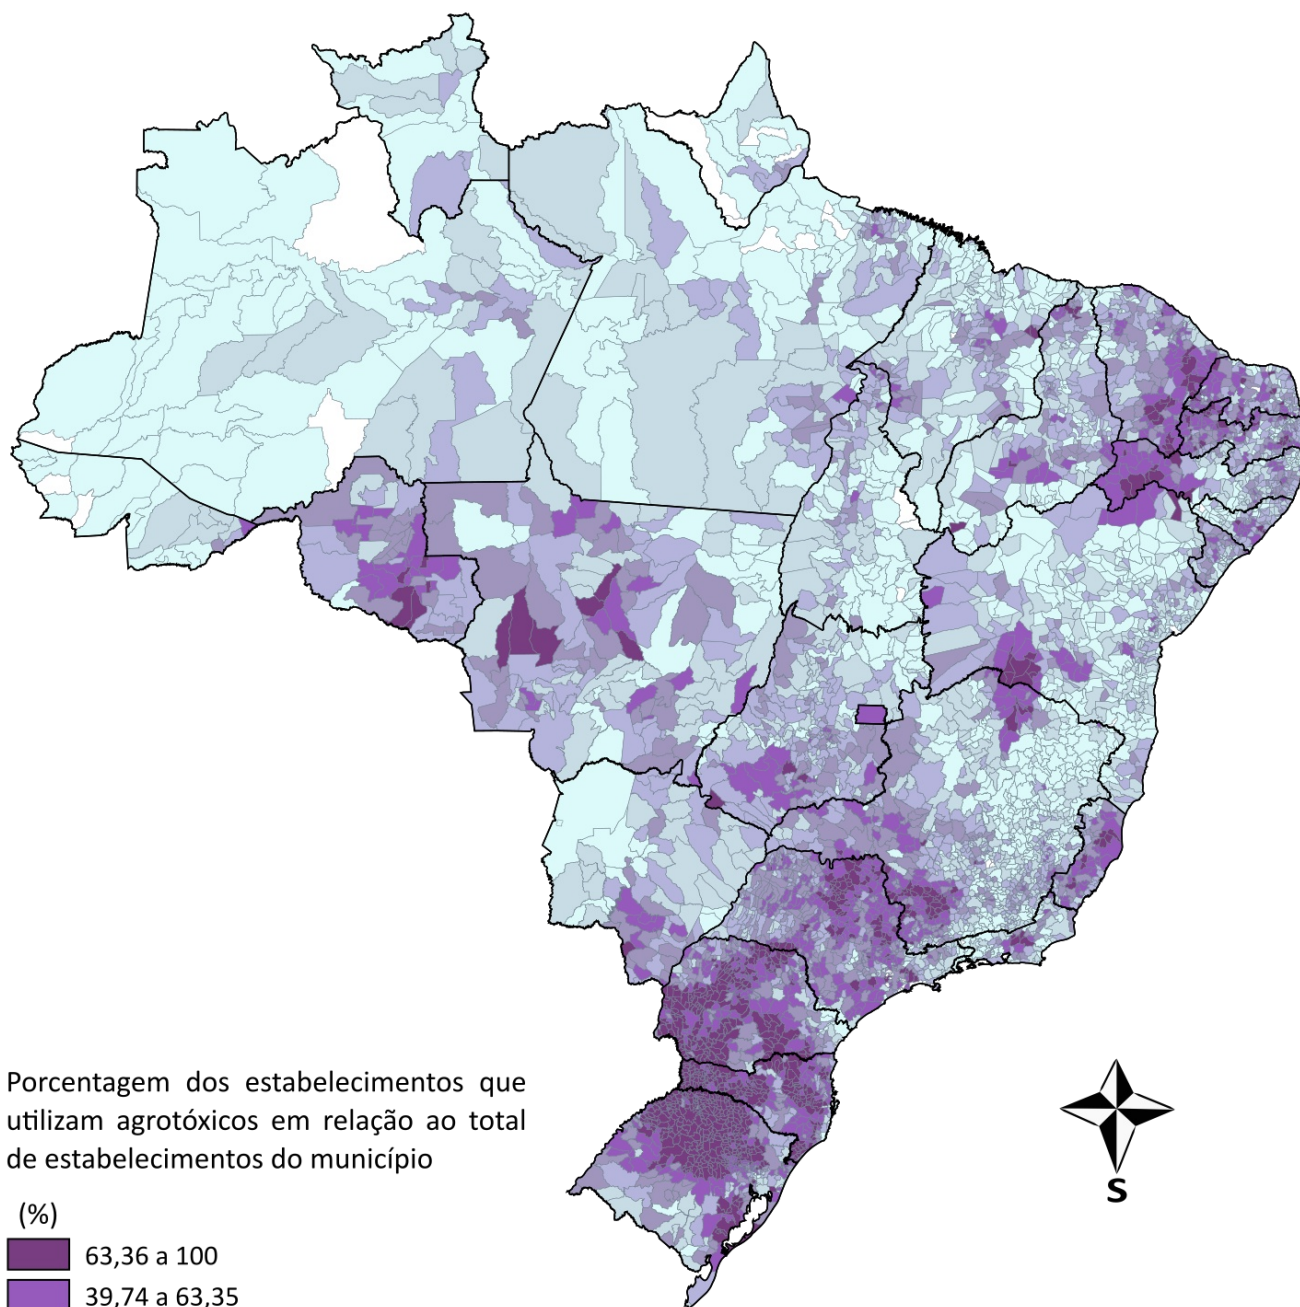 Porcentagem dos estabelecimentos que
utilizam agrotóxicos em relação ao total
de estabelecimentos do município
(%)
63,36 a 100
39,74 a 63,35
S